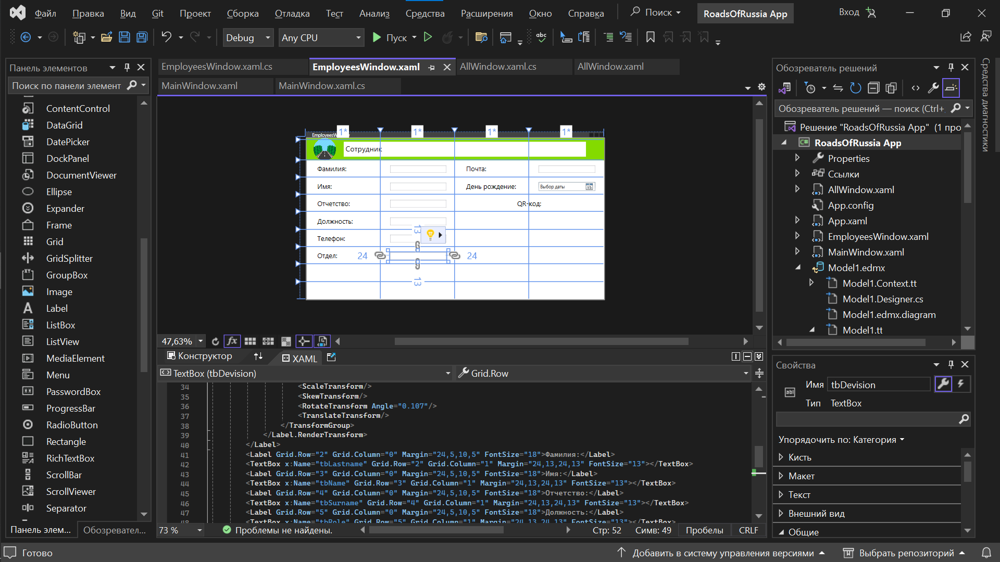 Файл Правка Вид Git Проект Сборка Отладка Тест Анализ Средства Расширения Окно Справка Поиск RoadsOfRussia App Вход
Debug Any CPU Пуск
Панель элементов
Поиск по панели элемент
ContentControl
DataGrid
DatePicker
DockPanel
DocumentViewer
Ellipse
Expander
Frame
Grid
GridSplitter
GroupBox
Image
Label
ListBox
ListView
MediaElement
Menu
PasswordBox
ProgressBar
RadioButton
Rectangle
RichTextBox
ScrollBar
ScrollViewer
Separator
Панель элем... Обозревател...
EmployeesWindow.xaml.cs EmployeesWindow.xaml AllWindow.xaml.cs AllWindow.xaml
MainWindow.xaml MainWindow.xaml.cs
1* 1* 1* 1*
Сотрудник
Фамилия: Почта:
Имя: День рождение: Выбор даты 15
Отчетство: QR-код:
Должность:
13
Телефон:
Отдел: 24 24
13
47,63%
Конструктор XAML
TextBox (tbDevision) Grid.Row
34 <ScaleTransform/>
35 <SkewTransform/>
36 <RotateTransform Angle="0.107"/>
37 <TranslateTransform/>
38 </TransformGroup>
39 </Label.RenderTransform>
40 </Label>
41 <Label Grid.Row="2" Grid.Column="0" Margin="24,5,10,5" FontSize="18">Фамилия:</Label>
42 <TextBox x:Name="tbLastname" Grid.Row="2" Grid.Column="1" Margin="24,13,24,13" FontSize="13"></TextBox>
43 <Label Grid.Row="3" Grid.Column="0" Margin="24,5,10,5" FontSize="18">Имя:</Label>
44 <TextBox x:Name="tbName" Grid.Row="3" Grid.Column="1" Margin="24,13,24,13" FontSize="13"></TextBox>
45 <Label Grid.Row="4" Grid.Column="0" Margin="24,5,10,5" FontSize="18">Отчетство:</Label>
46 <TextBox x:Name="tbSurname" Grid.Row="4" Grid.Column="1" Margin="24,13,24,13" FontSize="13"></TextBox>
47 <Label Grid.Row="5" Grid.Column="0" Margin="24,5,10,5" FontSize="18">Должность:</Label>
48 <TextBox x:Name="tbRole" Grid.Row="5" Grid.Column="1" Margin="24,13,24,13" FontSize="13"></TextBox>
73 % Проблемы не найдены. Стр: 52 Симв: 49 Пробелы CRLF
Обозреватель решений
Обозреватель решений — поиск (Ctrl+
Решение "RoadsOfRussia App" (1 про
RoadsOfRussia App
Properties
Ссылки
AllWindow.xaml
App.config
App.xaml
EmployeesWindow.xaml
MainWindow.xaml
Model1.edmx
Model1.Context.tt
Model1.Designer.cs
Model1.edmx.diagram
Model1.tt
Свойства
Имя tbDevision
Тип TextBox
Упорядочить по: Категория
Кисть
Макет
Текст
Внешний вид
Общие
Средства диагностики
Готово Добавить в систему управления версиями Выбрать репозиторий